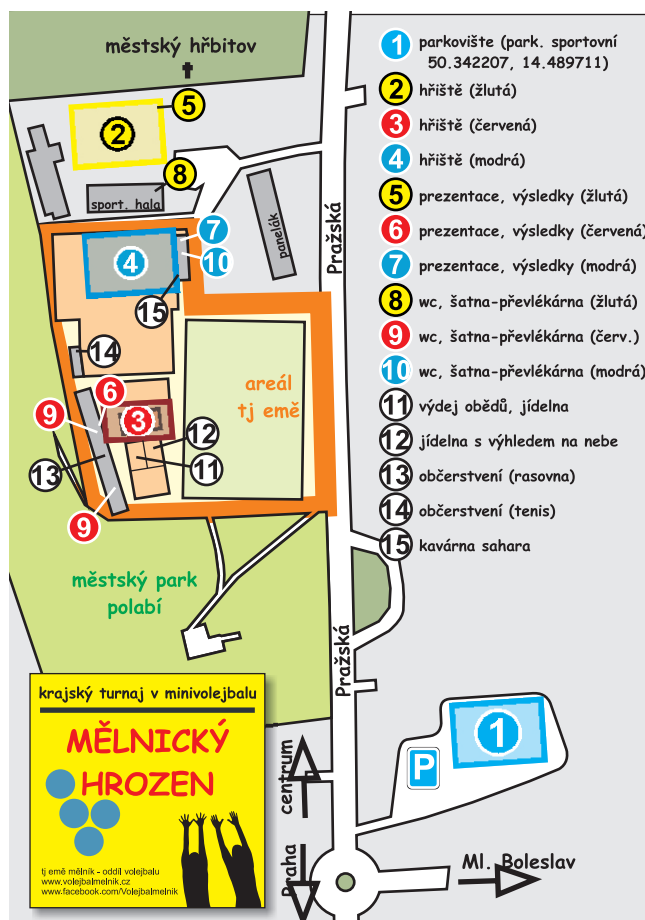 městský hřbitov
5
2
8
sport. hala
panelák
Pražská
7
4
10
15
14
areál
tj emě
6
9
3
12
11
13
9
městský park
polabí
Pražská
1 parkoviště (park. sportovní
50.342207, 14.489711)
2 hřiště (žlutá)
3 hřiště (červená)
4 hřiště (modrá)
5 prezentace, výsledky (žlutá)
6 prezentace, výsledky (červená)
7 prezentace, výsledky (modrá)
8 wc, šatna-převlékárna (žlutá)
9 wc, šatna-převlékárna (červ.)
10 wc, šatna-převlékárna (modrá)
11 výdej obědů, jídelna
12 jídelna s výhledem na nebe
13 občerstvení (rasovna)
14 občerstvení (tenis)
15 kavárna sahara
krajský turnaj v minivolejbalu
MĚLNICKÝ
HROZEN
tj emě mělník - oddíl volejbalu
www.volejbalmelnik.cz
www.facebook.com/Volejbalmelnik
centrum
Praha
P
1
Ml. Boleslav